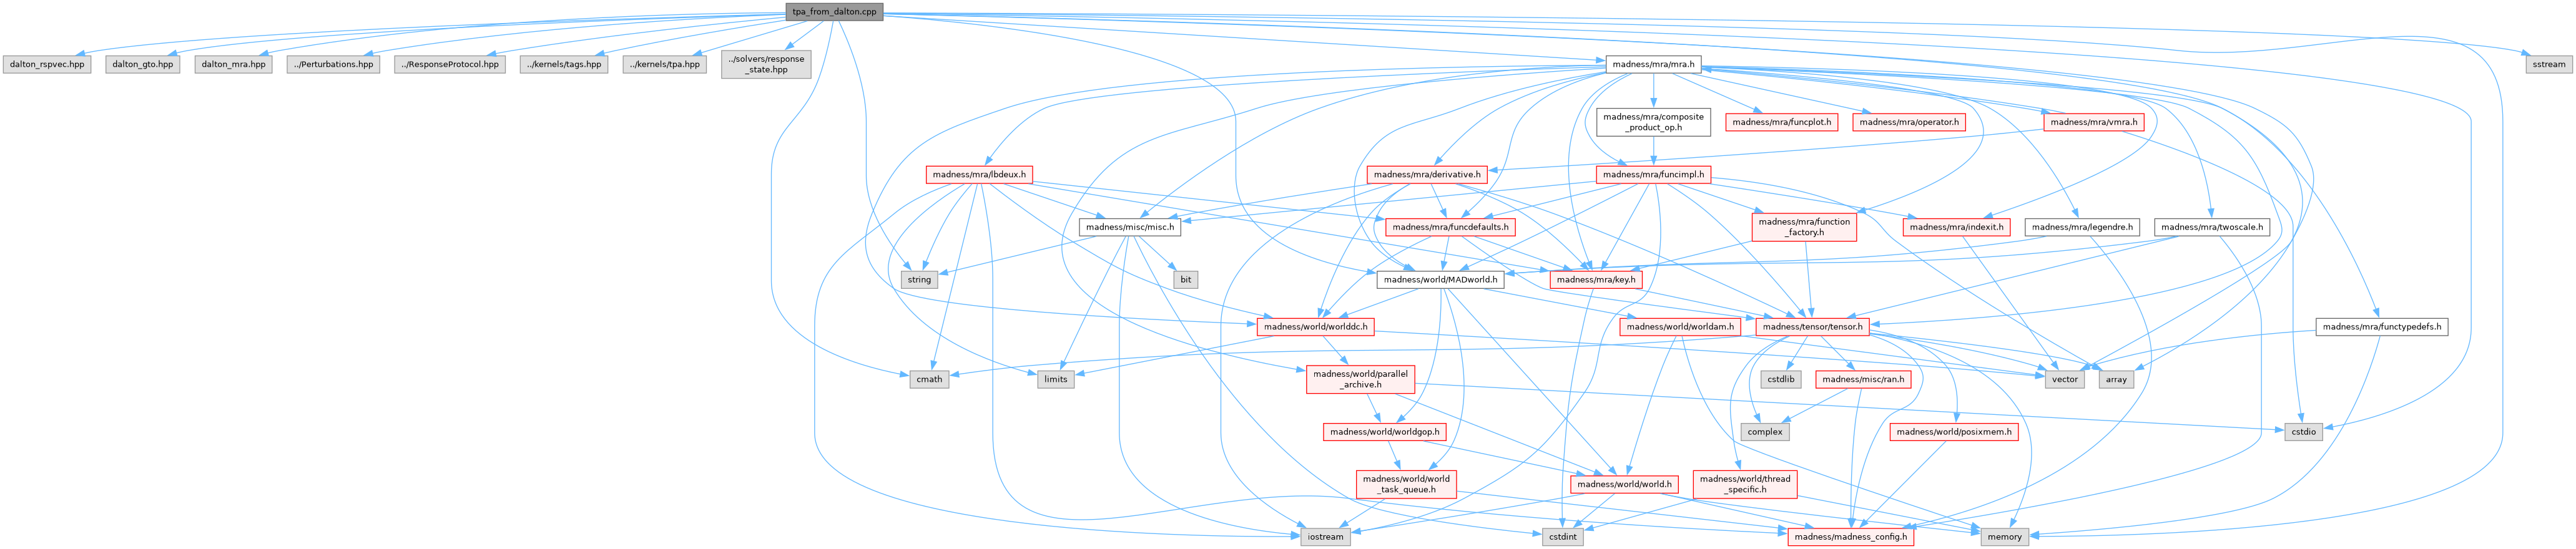 tpa_from_dalton.cpp
dalton_rspvec.hpp
dalton_gto.hpp
dalton_mra.hpp
../Perturbations.hpp
../ResponseProtocol.hpp
../kernels/tags.hpp
../kernels/tpa.hpp
../solvers/response
_state.hpp
madness/mra/mra.h
sstream
madness/mra/composite
_product_op.h
madness/mra/funcplot.h
madness/mra/operator.h
madness/mra/vmra.h
madness/mra/lbdeux.h
madness/mra/derivative.h
madness/mra/funcimpl.h
madness/misc/misc.h
madness/mra/funcdefaults.h
madness/mra/function
_factory.h
madness/mra/indexit.h
madness/mra/legendre.h
madness/mra/twoscale.h
string
bit
madness/world/MADworld.h
madness/mra/key.h
madness/world/worlddc.h
madness/world/worldam.h
madness/tensor/tensor.h
madness/mra/functypedefs.h
cmath
limits
madness/world/parallel
_archive.h
cstdlib
madness/misc/ran.h
vector
array
madness/world/worldgop.h
complex
madness/world/posixmem.h
cstdio
madness/world/world
_task_queue.h
madness/world/world.h
madness/world/thread
_specific.h
iostream
cstdint
madness/madness_config.h
memory